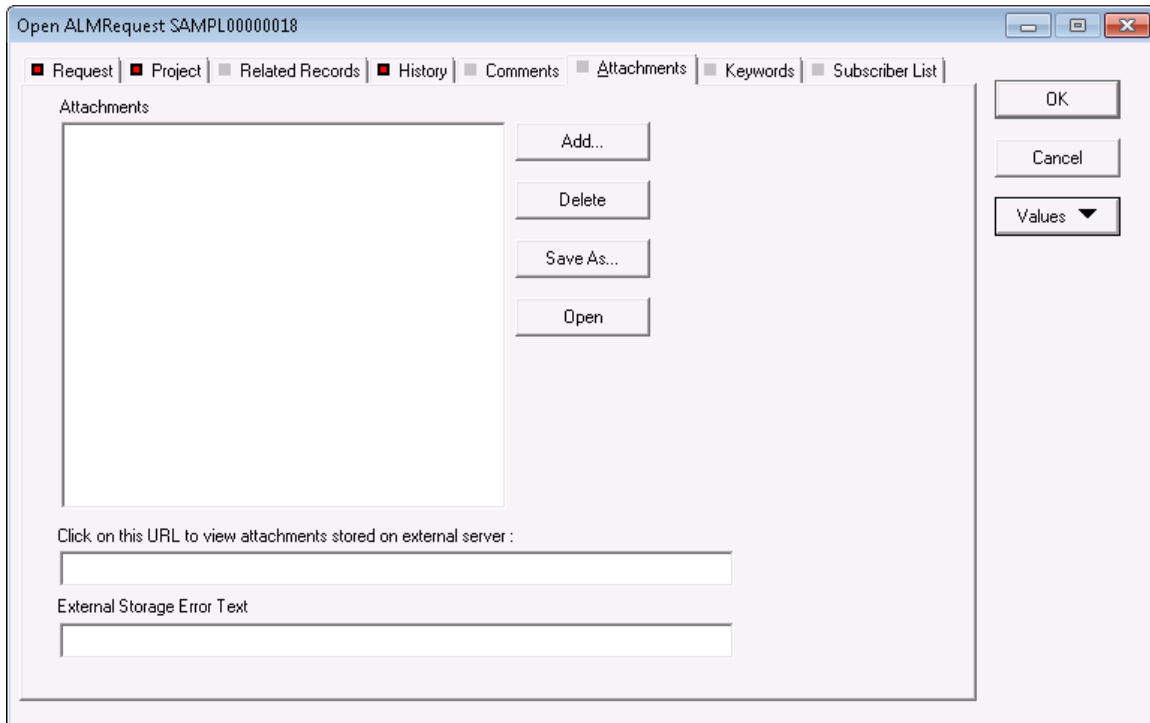 Open ALMRequest SAMPL00000018
Request Project Related Records History Comments Attachments Keywords Subscriber List
Attachments
Add...
Delete
Save As...
Open
OK
Cancel
Values
Click on this URL to view attachments stored on external server :
External Storage Error Text